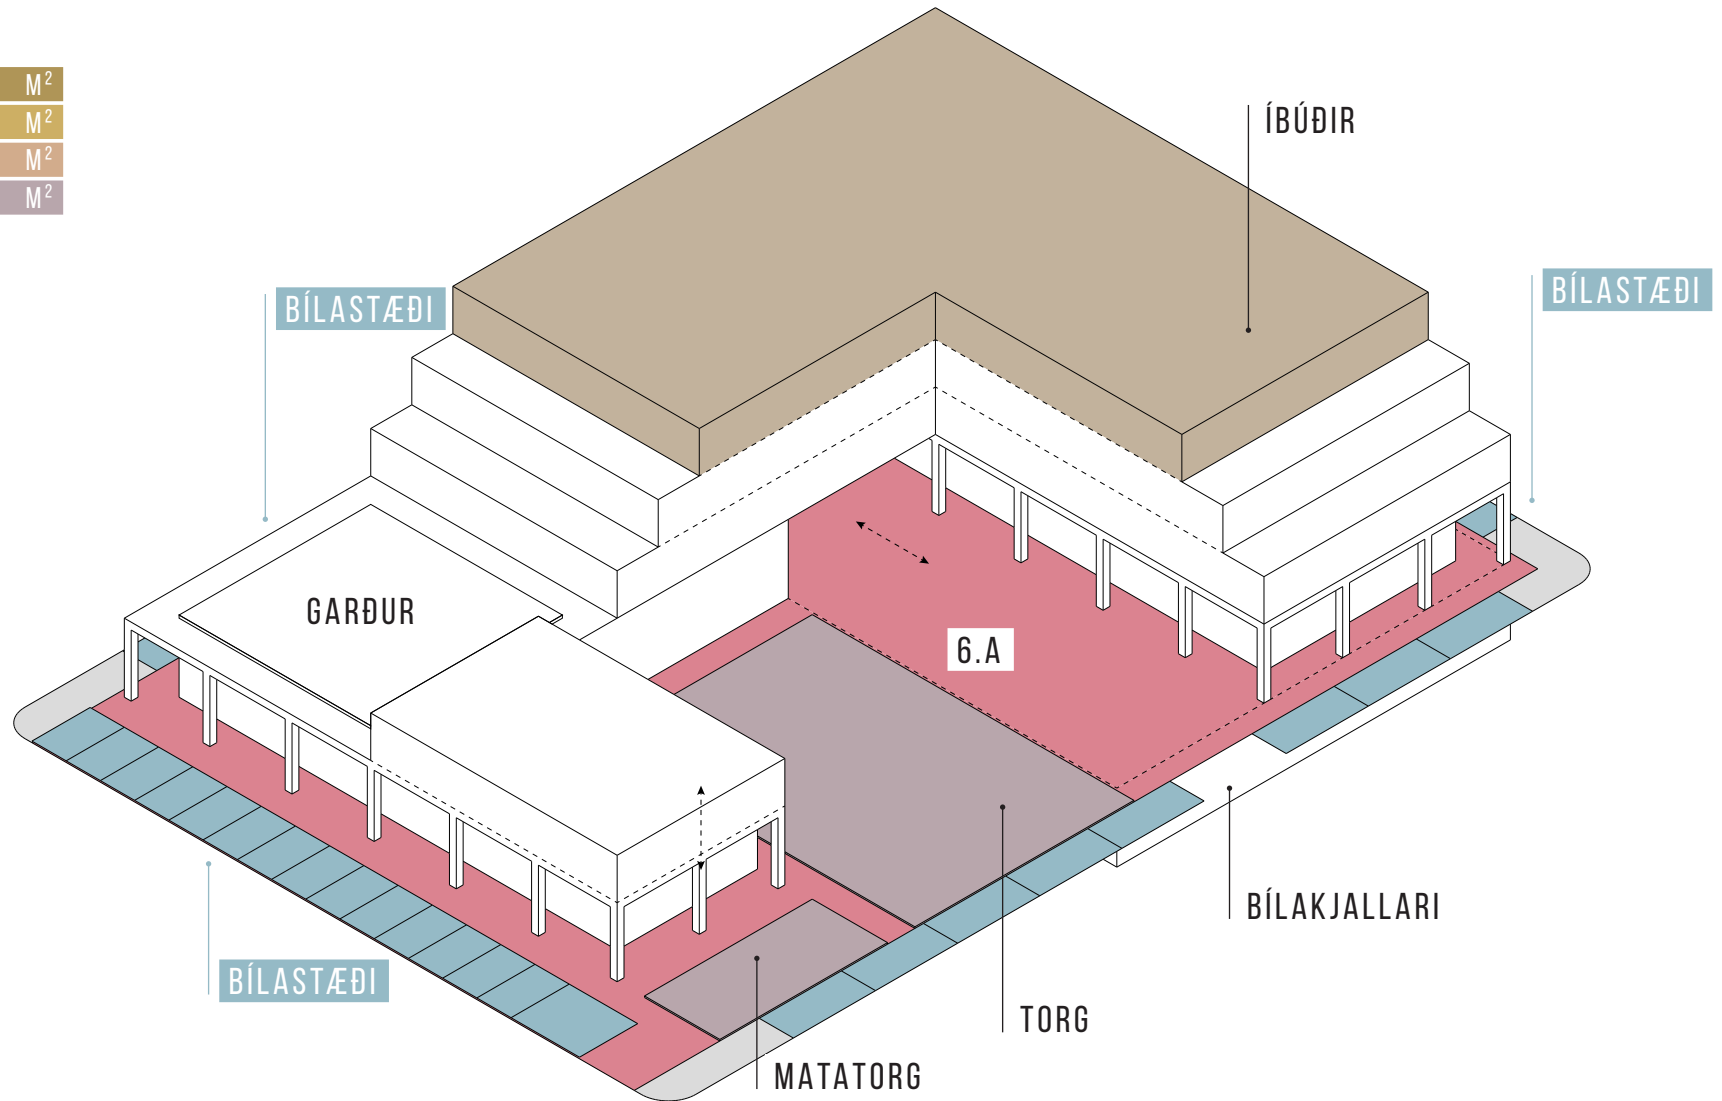 M²
M²
M²
M²
ÍBÚÐIR
BÍLASTÆÐI
BÍLASTÆÐI
GARÐUR
6.A
BÍLAKJALLARI
BÍLASTÆÐI
TORG
MATATORG